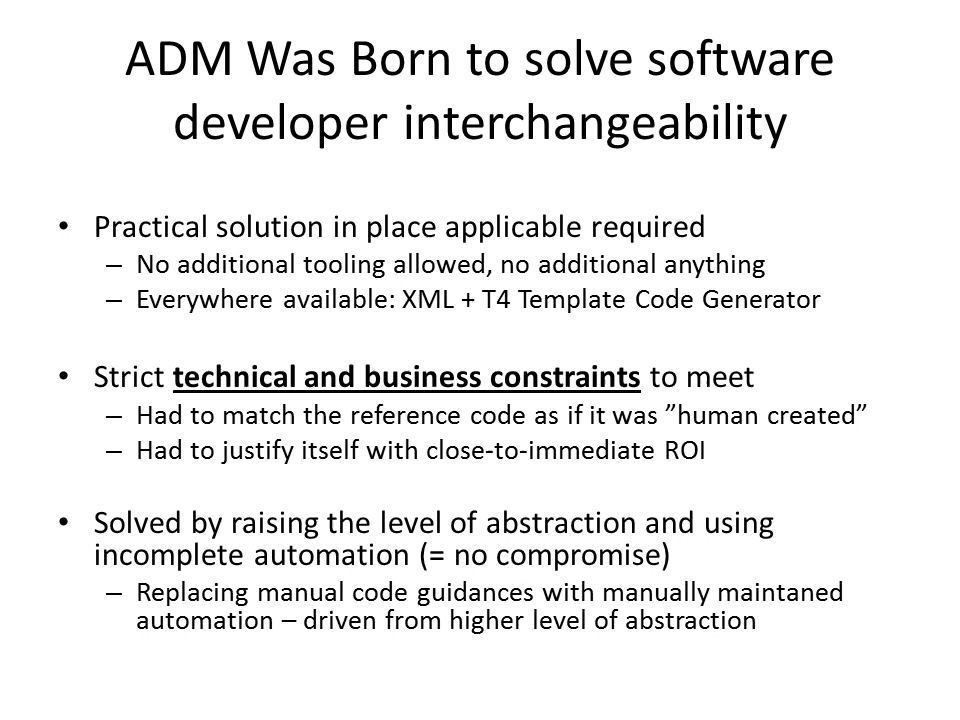 ADM Was Born to solve software
developer interchangeability
• Practical solution in place applicable required
– No additional tooling allowed, no additional anything
– Everywhere available: XML + T4 Template Code Generator
• Strict technical and business constraints to meet
– Had to match the reference code as if it was ”human created”
– Had to justify itself with close-to-immediate ROI
• Solved by raising the level of abstraction and using
incomplete automation (= no compromise)
– Replacing manual code guidances with manually maintaned
automation – driven from higher level of abstraction